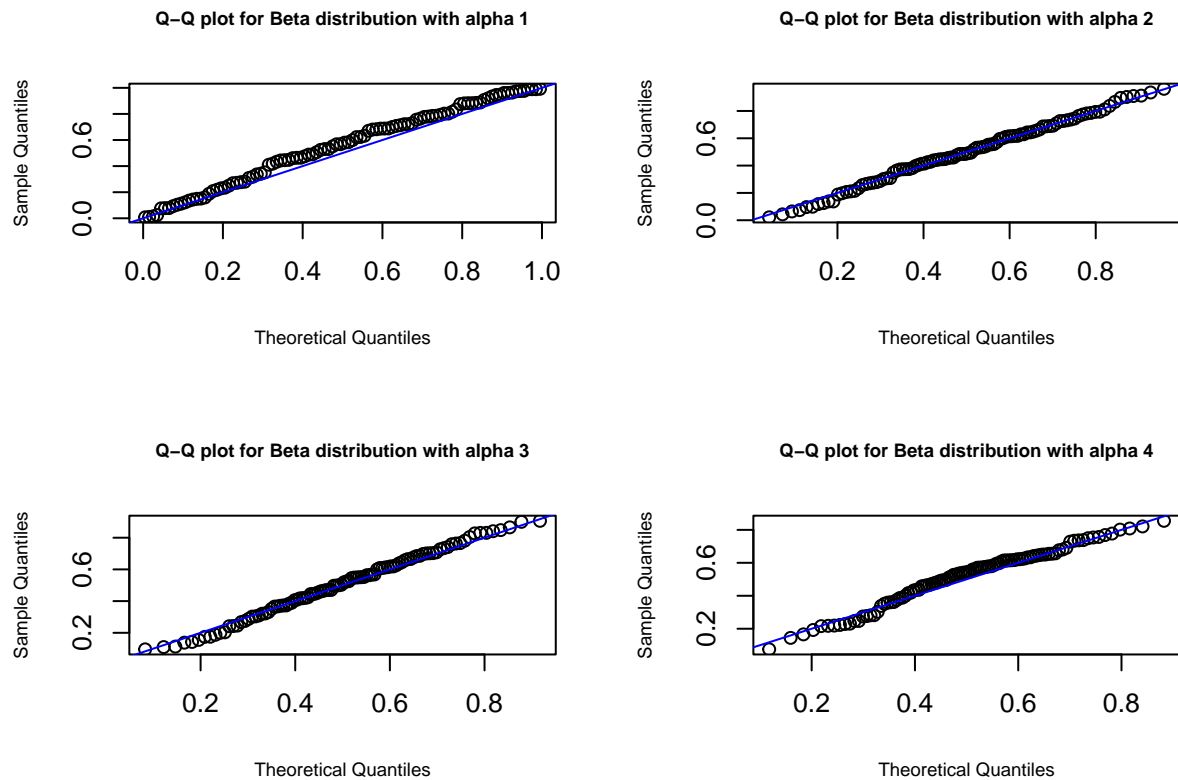 Q−Q plot for Beta distribution with alpha 1
Sample Quantiles
0.0 0.6
0.0 0.2 0.4 0.6 0.8 1.0
Theoretical Quantiles
Q−Q plot for Beta distribution with alpha 2
Sample Quantiles
0.0 0.6
0.2 0.4 0.6 0.8
Theoretical Quantiles
Q−Q plot for Beta distribution with alpha 3
Sample Quantiles
0.2 0.6
0.2 0.4 0.6 0.8
Theoretical Quantiles
Q−Q plot for Beta distribution with alpha 4
Sample Quantiles
0.2 0.6
0.2 0.4 0.6 0.8
Theoretical Quantiles